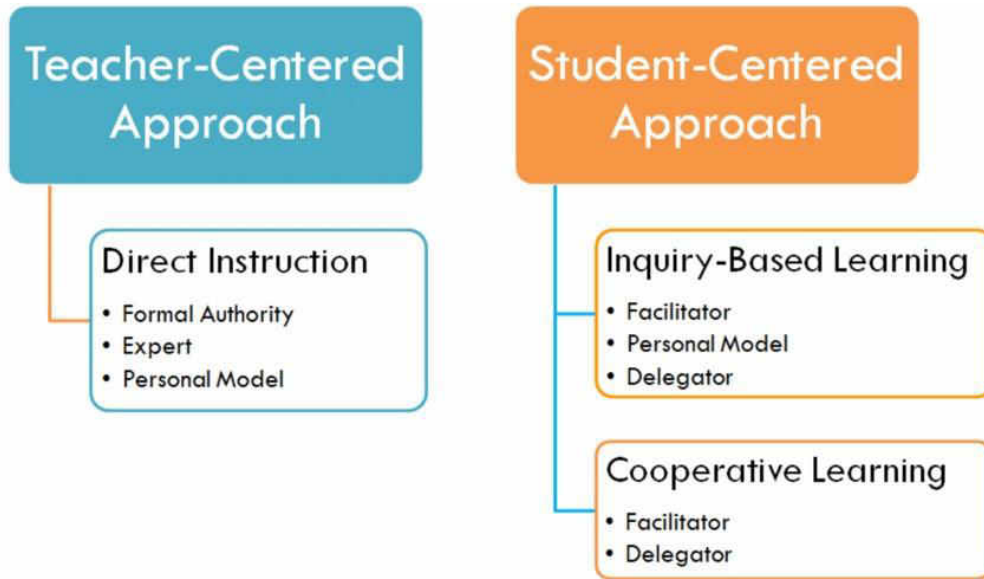 Teacher-Centered
Approach
Direct Instruction
• Formal Authority
• Expert
• Personal Model
Student-Centered
Approach
Inquiry-Based Learning
• Facilitator
• Personal Model
• Delegator
Cooperative Learning
• Facilitator
• Delegator